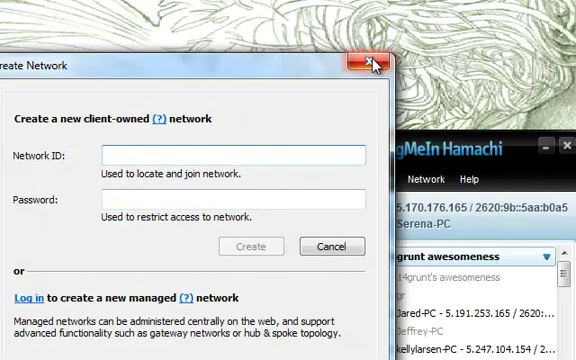 reate Network
Create a new client-owned (?) network
Network ID:
Used to locate and join network.
Password:
Used to restrict access to network.
Create
Cancel
or
Log in to create a new managed (?) network
Managed networks can be administered centrally on the web, and support
advanced functionality such as gateway networks or hub & spoke topology.
gMeIn Hamachi
Network Help
5.170.176.165 / 2620:9b::5aa:b0a5
Serena-PC
grunt awesomeness
14grunt's awesomeness
gr
Jared-PC - 5.191.253.165 / 2620:...
Jeffrey-PC
kellylarsen-PC - 5.247.104.154 / 2...